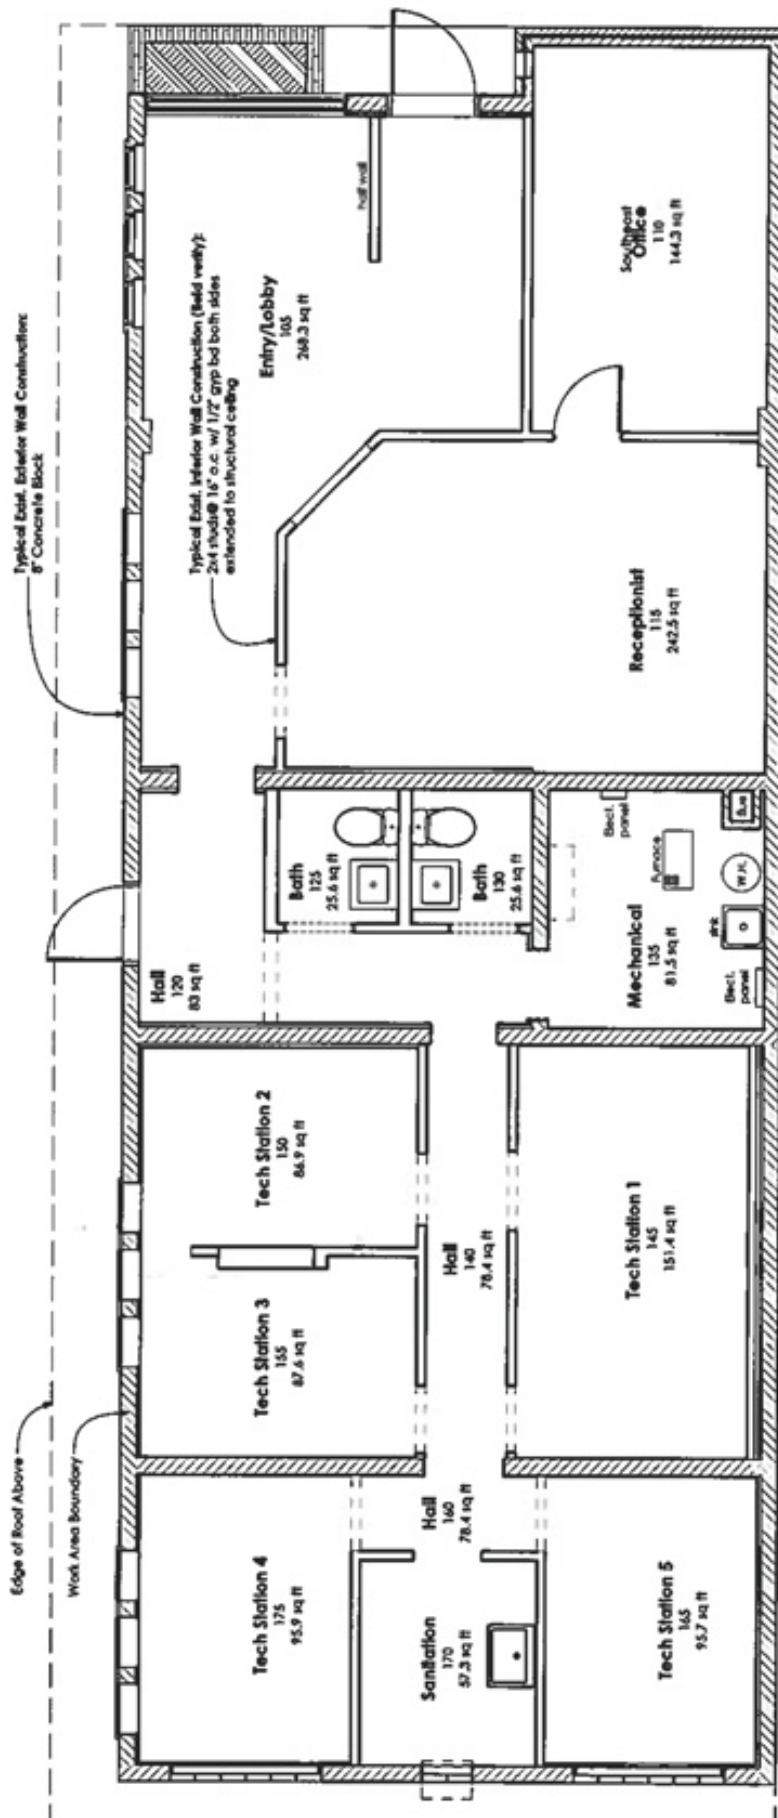 Typical Exist. Exterior Wall Construction:
8" Concrete Block
Typical Exist. Interior Wall Construction (field verify):
2x4 studs@ 16" o.c. w/ 1/2" gyp bd both sides
extended to structural ceiling
Edge of Roof Above
Work Area Boundary
Tech Station 4
175
95.9 sq ft
Tech Station 3
155
87.6 sq ft
Tech Station 2
150
86.9 sq ft
Hall
120
83 sq ft
Bath
125
25.6 sq ft
Entry/Lobby
105
268.3 sq ft
half wall
Sanitation
170
57.3 sq ft
Hall
160
78.4 sq ft
Hall
140
78.4 sq ft
Bath
130
25.6 sq ft
Tech Station 5
165
95.7 sq ft
Tech Station 1
145
151.4 sq ft
Mechanical
135
81.5 sq ft
Elect.
panel
Furnace
flue
W.H.
sink
Elect.
panel
Receptionist
115
242.5 sq ft
Southeast
Office
110
144.3 sq ft